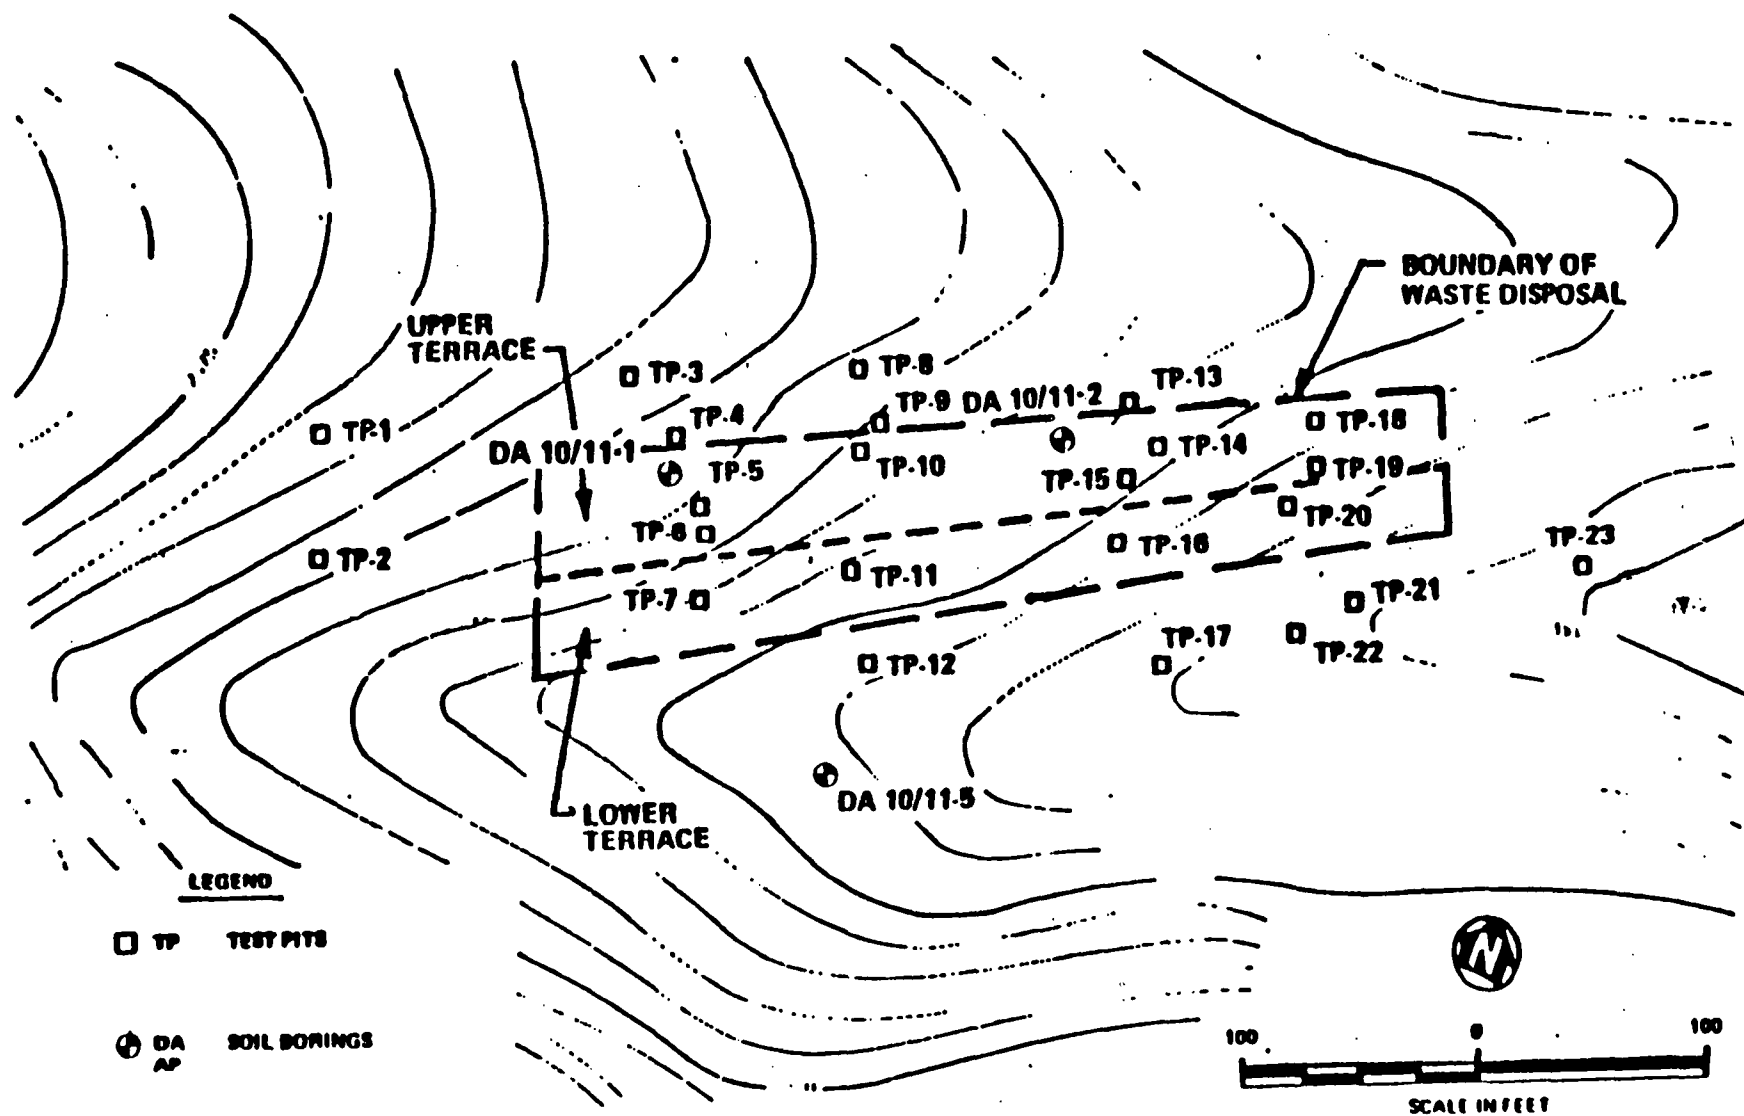 BOUNDARY OF
WASTE DISPOSAL
UPPER
TERRACE
TP-3
TP-8
TP-13
TP-9
DA 10/11-2
TP-4
TP-18
TP-1
TP-14
DA 10/11-1
TP-5
TP-10
TP-19
TP-15
TP-20
TP-6
TP-16
TP-23
TP-2
TP-11
TP-7
TP-21
TP-17
TP-22
TP-12
DA 10/11-5
LOWER
TERRACE
LEGEND
TP TEST PITS
DA SOIL BORINGS
AP
N
100 0 100
SCALE IN FEET